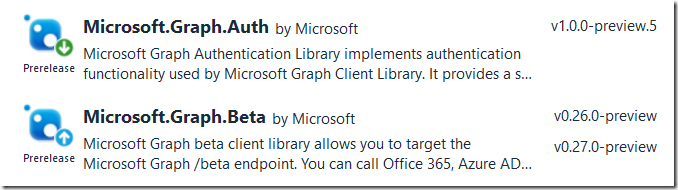 Microsoft.Graph.Auth by Microsoft v1.0.0-preview.5
Microsoft Graph Authentication Library implements authentication
Prerelease functionality used by Microsoft Graph Client Library. It provides a s...
Microsoft.Graph.Beta by Microsoft v0.26.0-preview
Microsoft Graph beta client library allows you to target the v0.27.0-preview
Prerelease Microsoft Graph /beta endpoint. You can call Office 365, Azure AD...